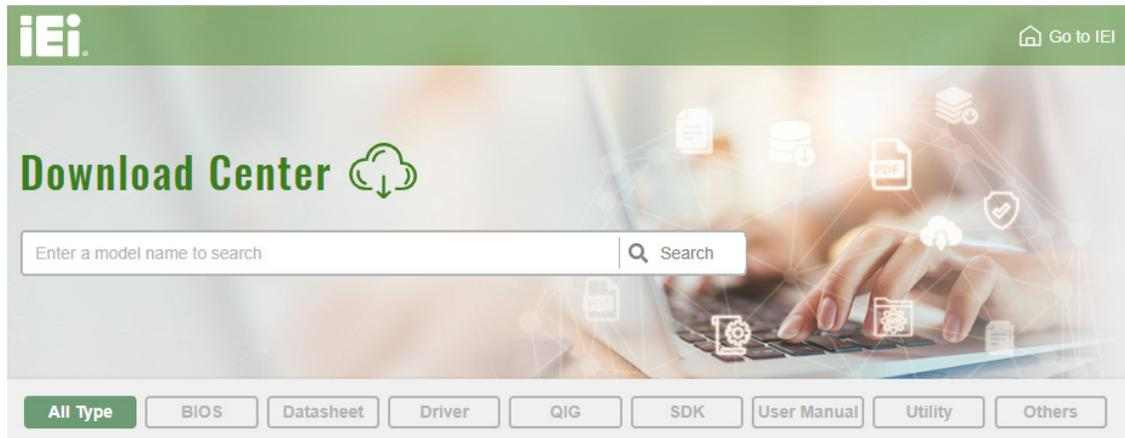 iEi
Go to IEI
Download Center
PDF
Enter a model name to search
Search
PDF
All Type
BIOS
Datasheet
Driver
QIG
SDK
User Manual
Utility
Others